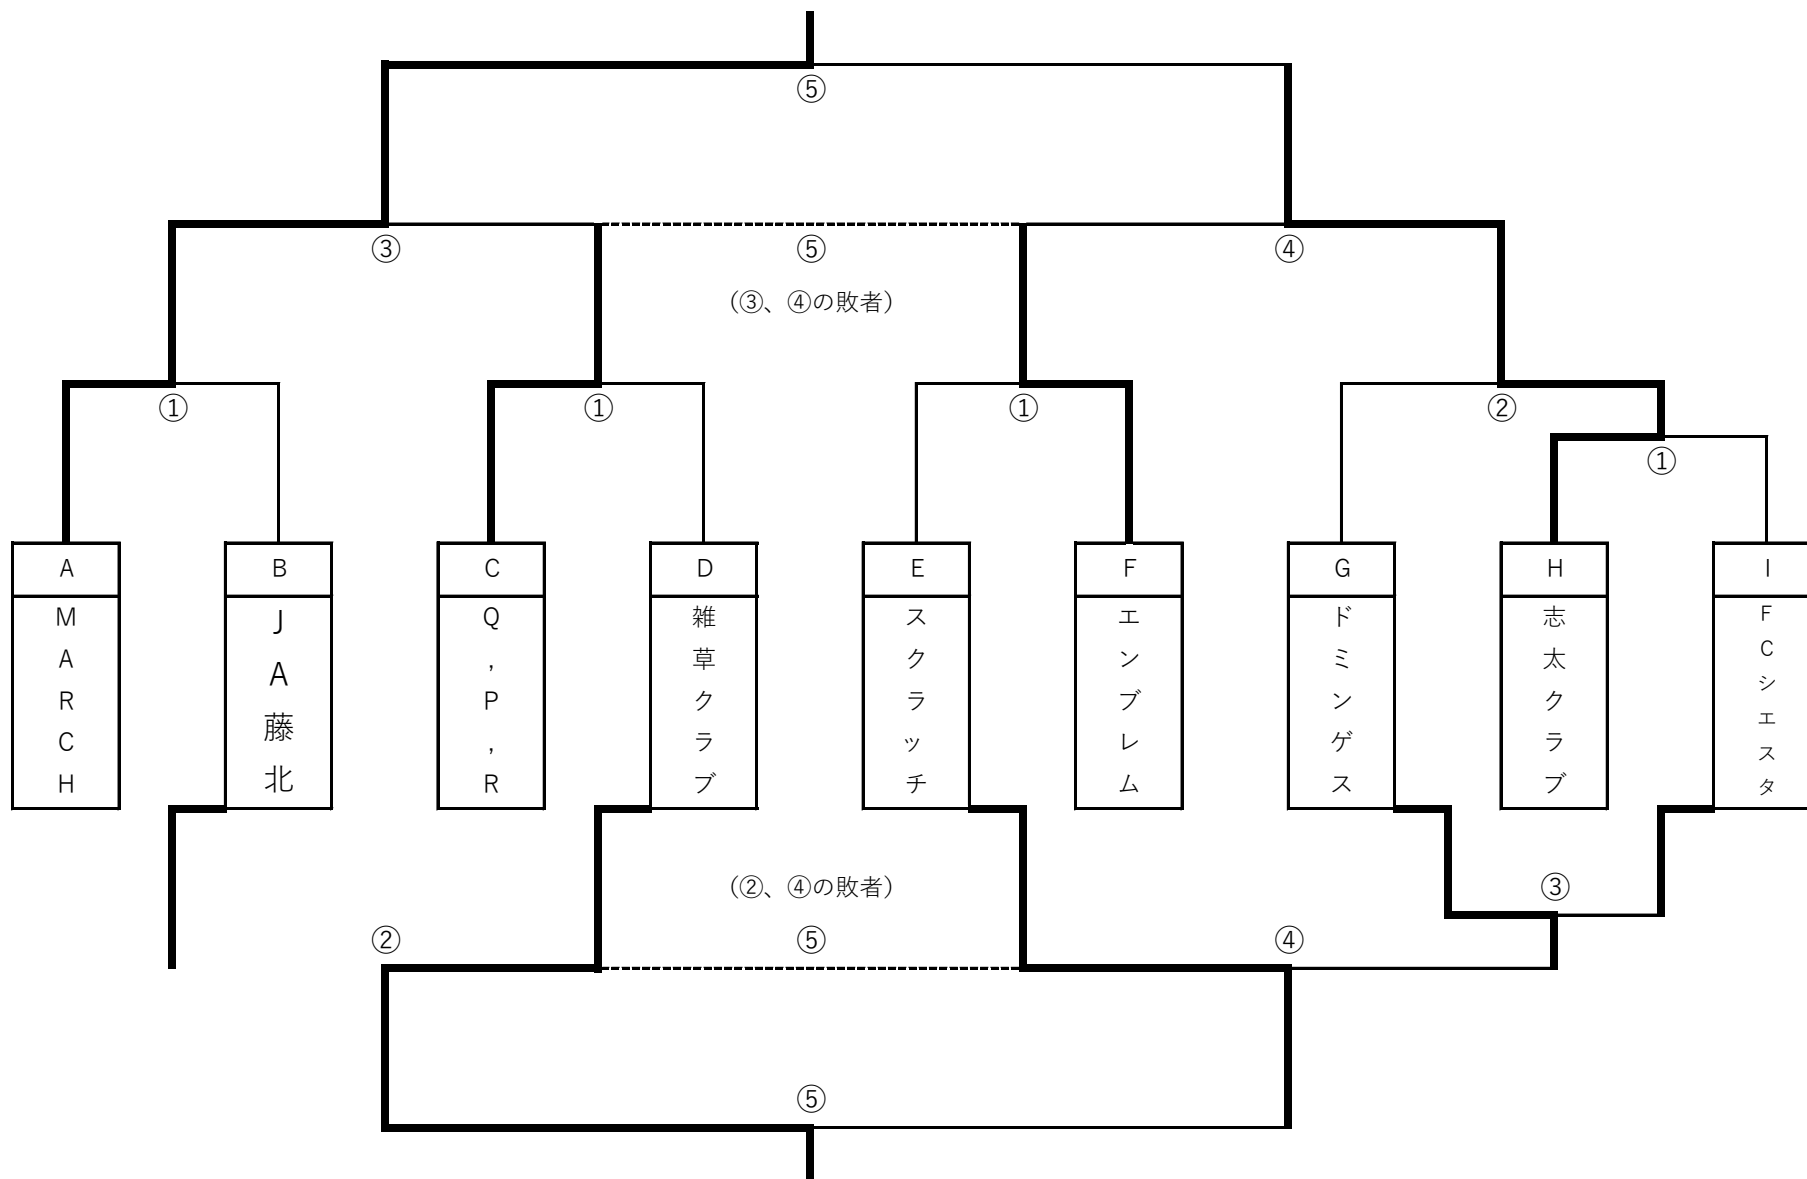 ⑤
③
⑤
④
（③、④の敗者）
①
①
①
②
①
A
B
C
D
E
F
G
H
I
MARCH
JA藤北
Q,P,R
雑草クラブ
スクラッチ
エンブレム
ドミンゲス
志太クラブ
FCシエスタ
（②、④の敗者）
③
②
⑤
④
⑤